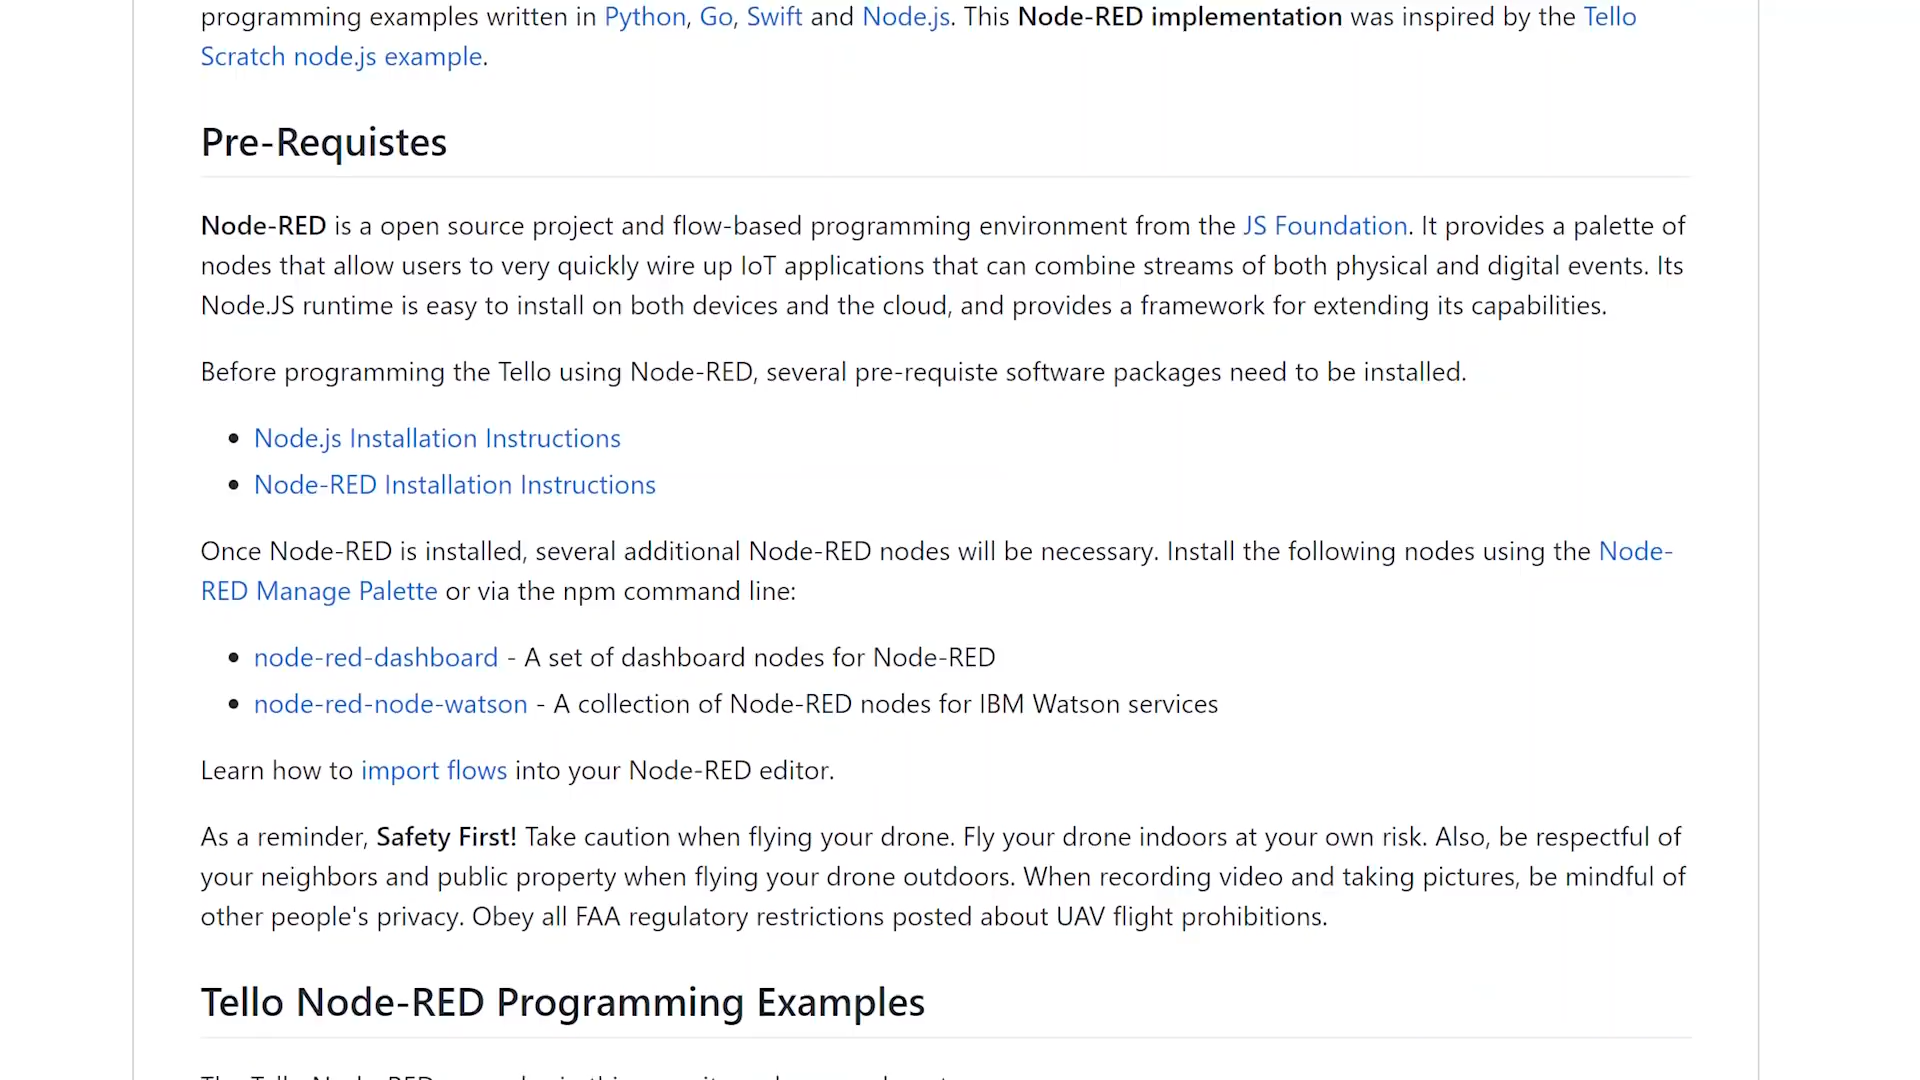 programming examples written in Python, Go, Swift and Node.js. This Node-RED implementation was inspired by the Tello
Scratch node.js example.
Pre-Requistes
Node-RED is a open source project and flow-based programming environment from the JS Foundation. It provides a palette of
nodes that allow users to very quickly wire up IoT applications that can combine streams of both physical and digital events. Its
Node.JS runtime is easy to install on both devices and the cloud, and provides a framework for extending its capabilities.
Before programming the Tello using Node-RED, several pre-requiste software packages need to be installed.
• Node.js Installation Instructions
• Node-RED Installation Instructions
Once Node-RED is installed, several additional Node-RED nodes will be necessary. Install the following nodes using the Node-
RED Manage Palette or via the npm command line:
• node-red-dashboard - A set of dashboard nodes for Node-RED
• node-red-node-watson - A collection of Node-RED nodes for IBM Watson services
Learn how to import flows into your Node-RED editor.
As a reminder, Safety First! Take caution when flying your drone. Fly your drone indoors at your own risk. Also, be respectful of
your neighbors and public property when flying your drone outdoors. When recording video and taking pictures, be mindful of
other people's privacy. Obey all FAA regulatory restrictions posted about UAV flight prohibitions.
Tello Node-RED Programming Examples